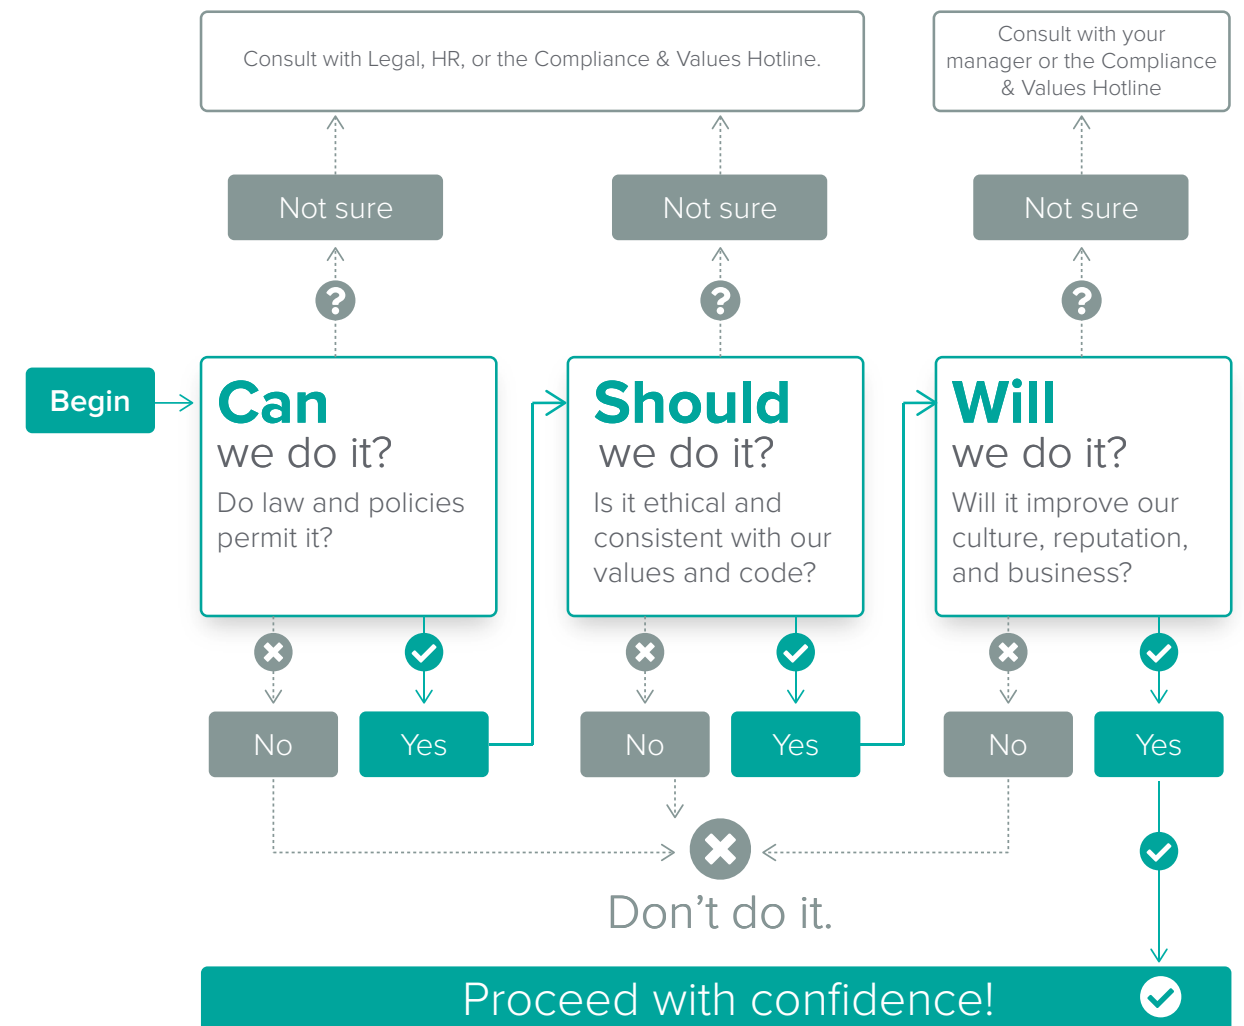 Consult with Legal, HR, or the Compliance & Values Hotline.
Consult with your
manager or the Compliance
& Values Hotline
Not sure
Not sure
Not sure
?
?
?
Begin
Can
we do it?
Do law and policies
permit it?
Should
we do it?
Is it ethical and
consistent with our
values and code?
Will
we do it?
Will it improve our
culture, reputation,
and business?
No
Yes
No
Yes
No
Yes
Don’t do it.
Proceed with confidence!